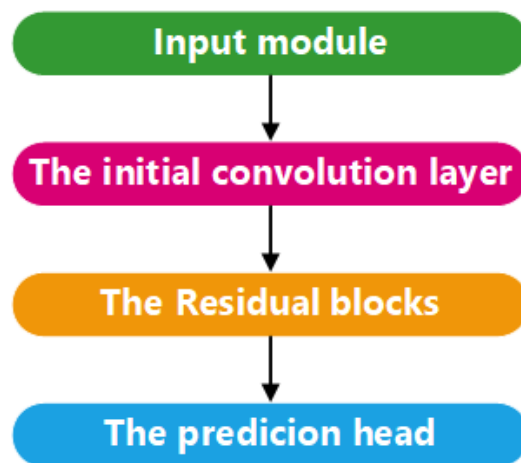 Input module
The initial convolution layer
The Residual blocks
The predicion head